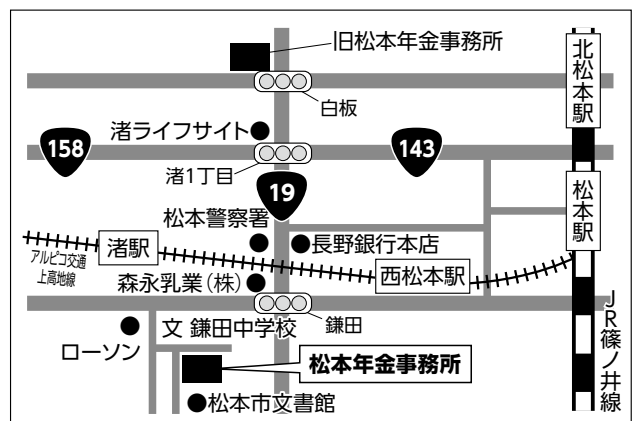 旧松本年金事務所
北松本駅
白板
渚ライフサイト
158
143
渚1丁目
19
松本駅
松本警察署
渚駅
長野銀行本店
アルピコ交通
上高地線
西松本駅
森永乳業(株)
鎌田
文 鎌田中学校
ローソン
松本年金事務所
松本市文書館
JR篠ノ井線